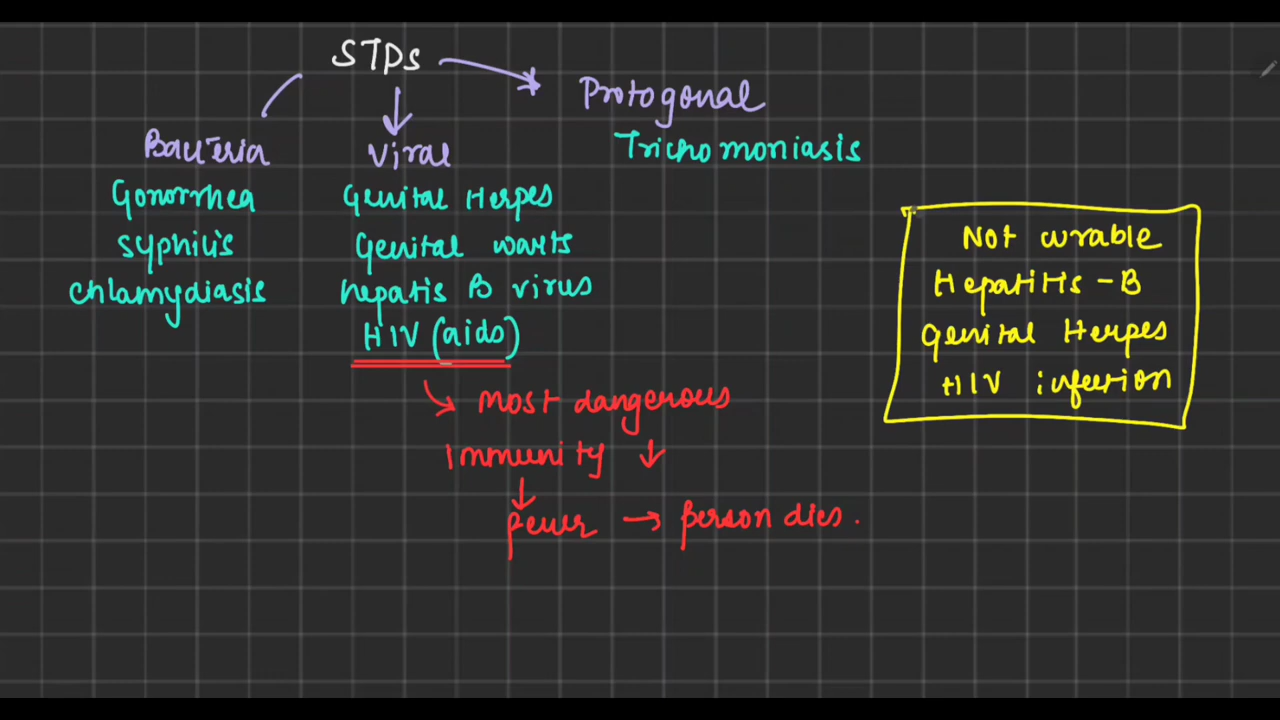 STDs
Protogonal
Bacteria
Viral
Trichomoniasis
Gonorrhea
Genital Herpes
Syphilis
Genital warts
Chlamydiasis
hepatis B virus
HIV (aids)
Not curable
Hepatitis - B
Genital Herpes
HIV infection
most dangerous
Immunity ↓
fever → person dies.